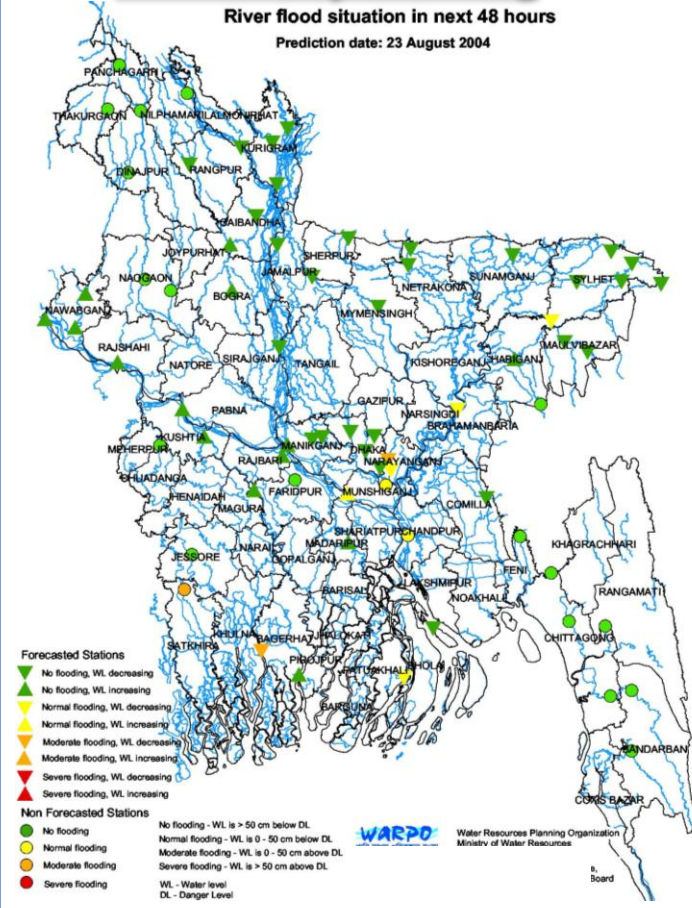 River flood situation in next 48 hours
Prediction date: 23 August 2004
PANCHAGARH
THAKURGAON
NILPHAMARI
LALMONIRHAT
KURIGRAM
DINAJPUR
RANGPUR
GAIBANDHA
JOYPURHAT
SHERPUR
JAMALPUR
NETRAKONA
SUNAMGANJ
SYLHET
NAOGAON
BOGRA
MYMENSINGH
NAWABGANJ
RAJSHAHI
NATORE
SIRAJGANJ
TANGAIL
KISHOREGANJ
HABIGANJ
MAULVIBAZAR
PABNA
GAZIPUR
NARSINGDI
BRAHAMANBARIA
KUSHTIA
MEHERPUR
MANIKGANJ
DHAKA
RAJBARI
NARAYANGANJ
CHUADANGA
JHENAIDAH
FARIDPUR
MUNSHIGANJ
MAGURA
COMILLA
SHARIATPUR
CHANDPUR
NARAIL
MADARIPUR
KHAGRACHHARI
JESSORE
GOPALGANJ
FENI
BARISAL
LAKSHMIPUR
NOAKHALI
RANGAMATI
KHULNA
BAGERHAT
JHALOKATI
CHITTAGONG
SATKHIRA
PIROJPUR
PATUAKHALI
BHOLA
BARGUNA
BANDARBAN
COX'S BAZAR
Forecasted Stations
No flooding, WL decreasing
No flooding, WL increasing
Normal flooding, WL decreasing
Normal flooding, WL increasing
Moderate flooding, WL decreasing
Moderate flooding, WL increasing
Severe flooding, WL decreasing
Severe flooding, WL increasing
Non Forecasted Stations
No flooding
Normal flooding
Moderate flooding
Severe flooding
No flooding - WL is > 50 cm below DL
Normal flooding - WL is 0 - 50 cm below DL
Moderate flooding - WL is 0 - 50 cm above DL
Severe flooding - WL is > 50 cm above DL
WL - Water level
DL - Danger Level
WARPO
Water Resources Planning Organization
Ministry of Water Resources
Board